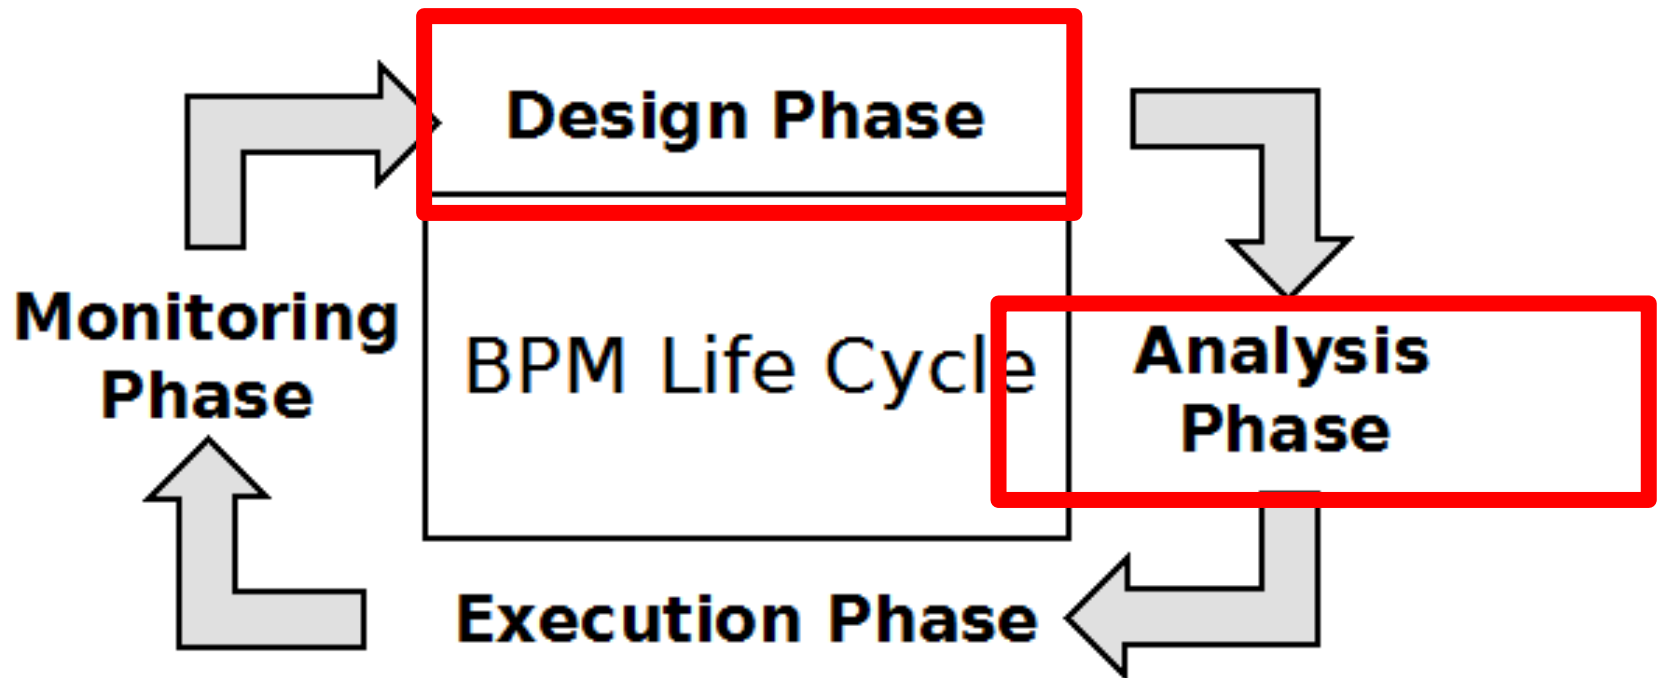 Design Phase
Monitoring
Phase
BPM Life Cycle
Analysis
Phase
Execution Phase